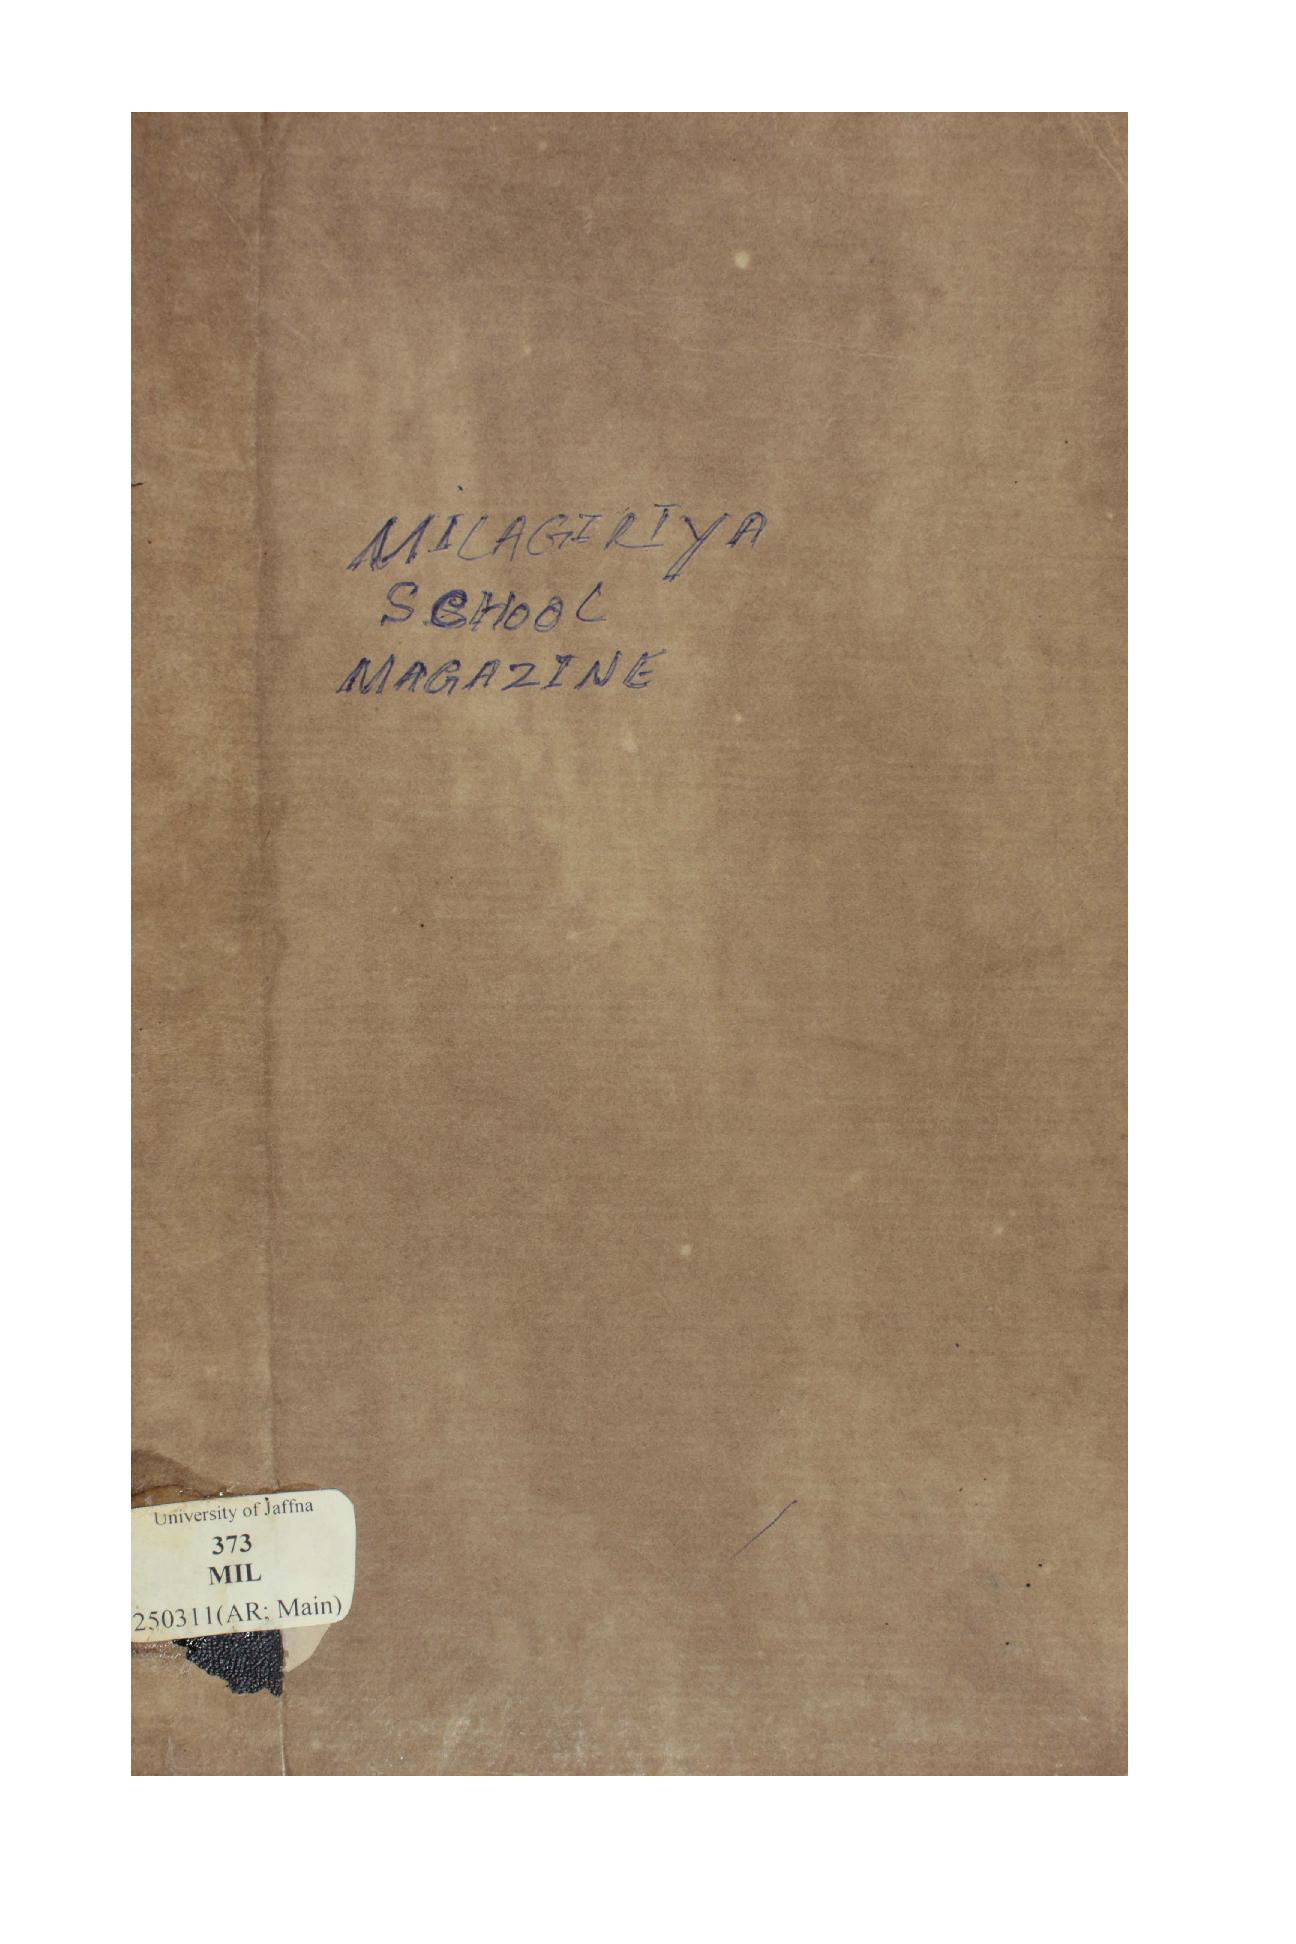 MILAGIRIYA
SCHOOL
MAGAZINE
University of Jaffna
373
MIL
250311(AR; Main)